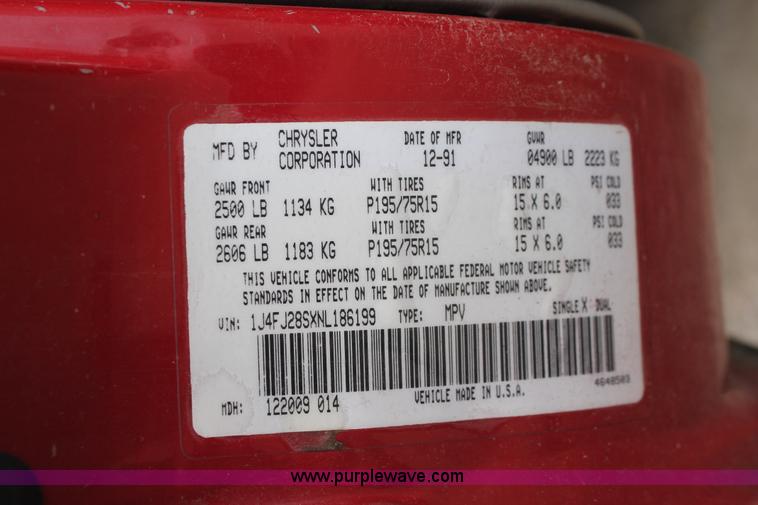 MFD BY CHRYSLER CORPORATION DATE OF MFR 12-91 GVWR 04900 LB 2223 KG
GAWR FRONT WITH TIRES RIMS AT PSI COLD
2500 LB 1134 KG P195/75R15 15 X 6.0 033
GAWR REAR WITH TIRES RIMS AT PSI COLD
2606 LB 1183 KG P195/75R15 15 X 6.0 033
THIS VEHICLE CONFORMS TO ALL APPLICABLE FEDERAL MOTOR VEHICLE SAFETY
STANDARDS IN EFFECT ON THE DATE OF MANUFACTURE SHOWN ABOVE.
VIN: 1J4FJ28SXNL186199 TYPE: MPV SINGLE X DUAL
4648503
MDH: 122009 014 VEHICLE MADE IN U.S.A.
www.purplewave.com